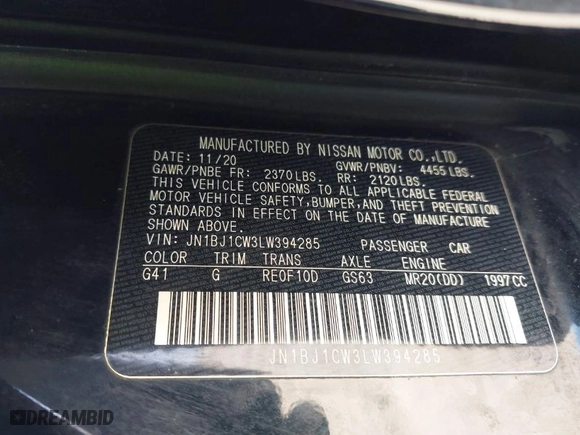 MANUFACTURED BY NISSAN MOTOR CO.,LTD.
DATE: 11/20 GVWR/PNBV: 4455LBS.
GAWR/PNBE FR: 2370LBS. RR: 2120LBS.
THIS VEHICLE CONFORMS TO ALL APPLICABLE FEDERAL
MOTOR VEHICLE SAFETY,BUMPER,AND THEFT PREVENTION
STANDARDS IN EFFECT ON THE DATE OF MANUFACTURE
SHOWN ABOVE.
VIN: JN1BJ1CW3LW394285 PASSENGER CAR
COLOR TRIM TRANS AXLE ENGINE
G41 G RE0F10D GS63 MR20(DD) 1997CC
JN1BJ1CW3LW394285
DREAMBID